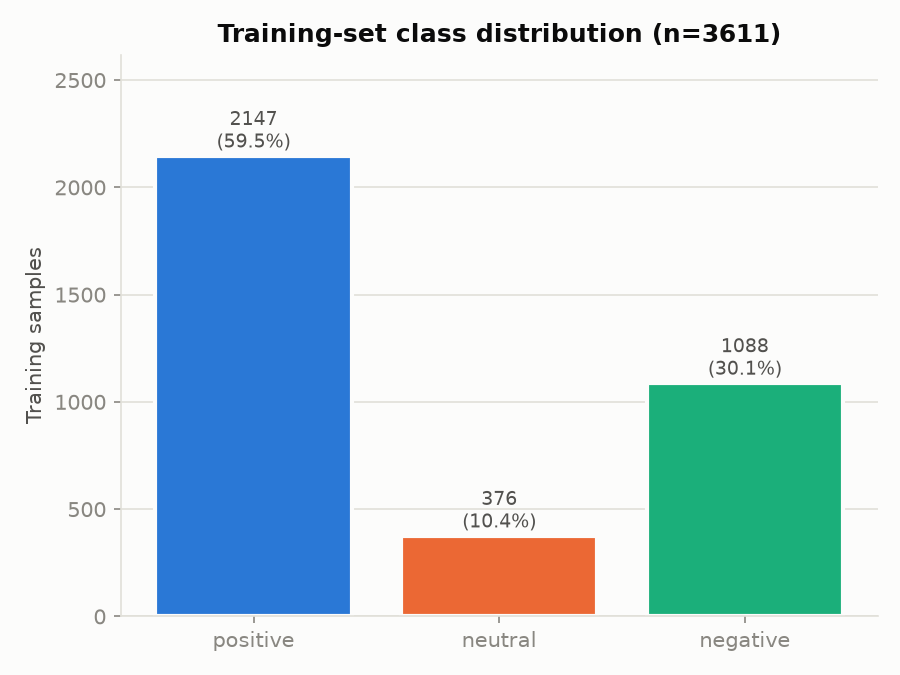 Training-set class distribution (n=3611)
Training samples
2500
2000
1500
1000
500
0
2147
(59.5%)
376
(10.4%)
1088
(30.1%)
positive
neutral
negative